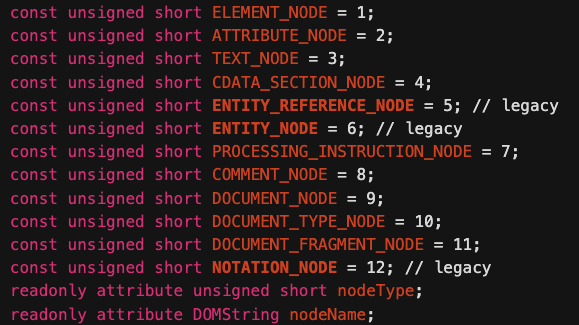 const unsigned short ELEMENT_NODE = 1;
const unsigned short ATTRIBUTE_NODE = 2;
const unsigned short TEXT_NODE = 3;
const unsigned short CDATA_SECTION_NODE = 4;
const unsigned short ENTITY_REFERENCE_NODE = 5; // legacy
const unsigned short ENTITY_NODE = 6; // legacy
const unsigned short PROCESSING_INSTRUCTION_NODE = 7;
const unsigned short COMMENT_NODE = 8;
const unsigned short DOCUMENT_NODE = 9;
const unsigned short DOCUMENT_TYPE_NODE = 10;
const unsigned short DOCUMENT_FRAGMENT_NODE = 11;
const unsigned short NOTATION_NODE = 12; // legacy
readonly attribute unsigned short nodeType;
readonly attribute DOMString nodeName;